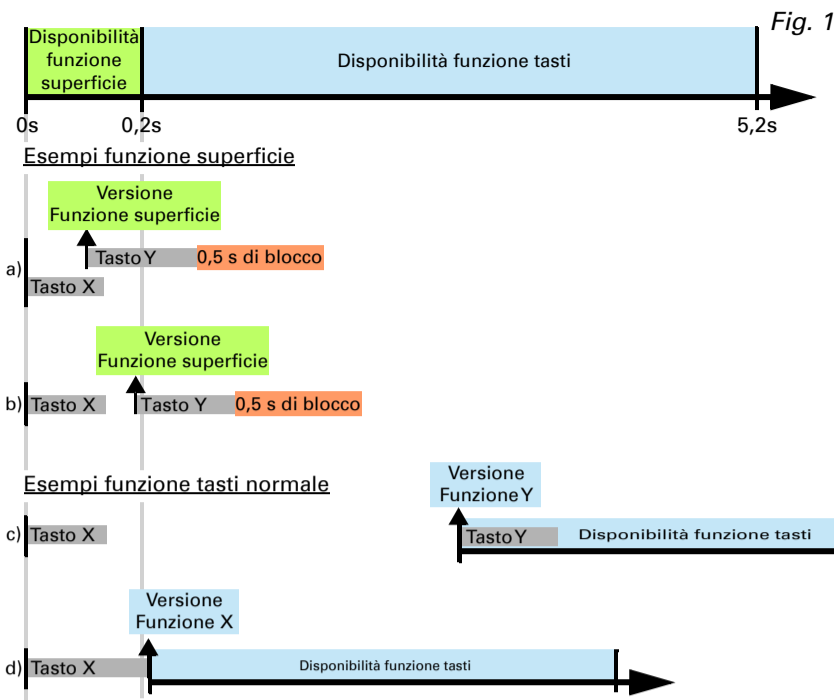 Fig. 1
Disponibilità
funzione
superficie
Disponibilità funzione tasti
0s
0,2s
5,2s
Esempi funzione superficie
Versione
Funzione superficie
a)
Tasto Y
0,5 s di blocco
Tasto X
Versione
Funzione superficie
b)
Tasto X
Tasto Y
0,5 s di blocco
Esempi funzione tasti normale
Versione
Funzione Y
c)
Tasto X
Tasto Y
Disponibilità funzione tasti
Versione
Funzione X
d)
Tasto X
Disponibilità funzione tasti